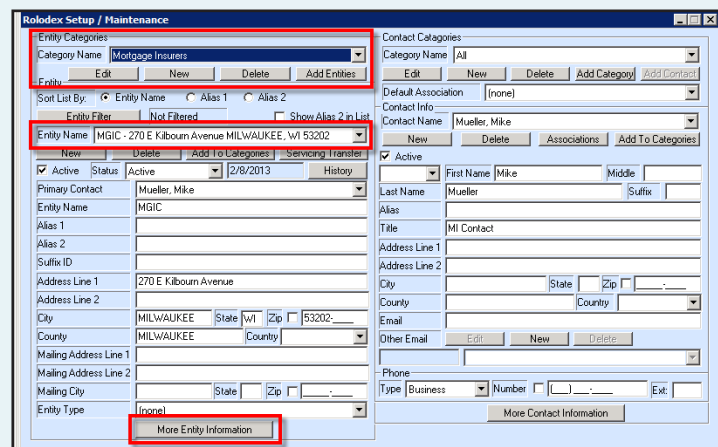 Rolodex Setup / Maintenance
Entity Categories
Category Name Mortgage Insurers
Edit New Delete Add Entities
Entity
Sort List By: Entity Name Alias 1 Alias 2
Entity Filter Not Filtered Show Alias 2 in List
Entity Name MGIC - 270 E Kilbourn Avenue MILWAUKEE, WI 53202
New Delete Add To Categories Servicing Transfer
Active Status Active 2/8/2013 History
Primary Contact Mueller, Mike
Entity Name MGIC
Alias 1
Alias 2
Suffix ID
Address Line 1 270 E Kilbourn Avenue
Address Line 2
City MILWAUKEE State WI Zip 53202-____
County MILWAUKEE Country
Mailing Address Line 1
Mailing Address Line 2
Mailing City State Zip _____-____
Entity Type (none)
More Entity Information
Contact Catagories
Category Name All
Edit New Delete Add Category Add Contact
Default Association (none)
Contact Info
Contact Name Mueller, Mike
New Delete Associations Add To Categories
Active
First Name Mike Middle
Last Name Mueller Suffix
Alias
Title MI Contact
Address Line 1
Address Line 2
City State Zip _____-____
County Country
Email
Other Email Edit New Delete
Phone
Type Business Number (___) ___-____ Ext:
More Contact Information